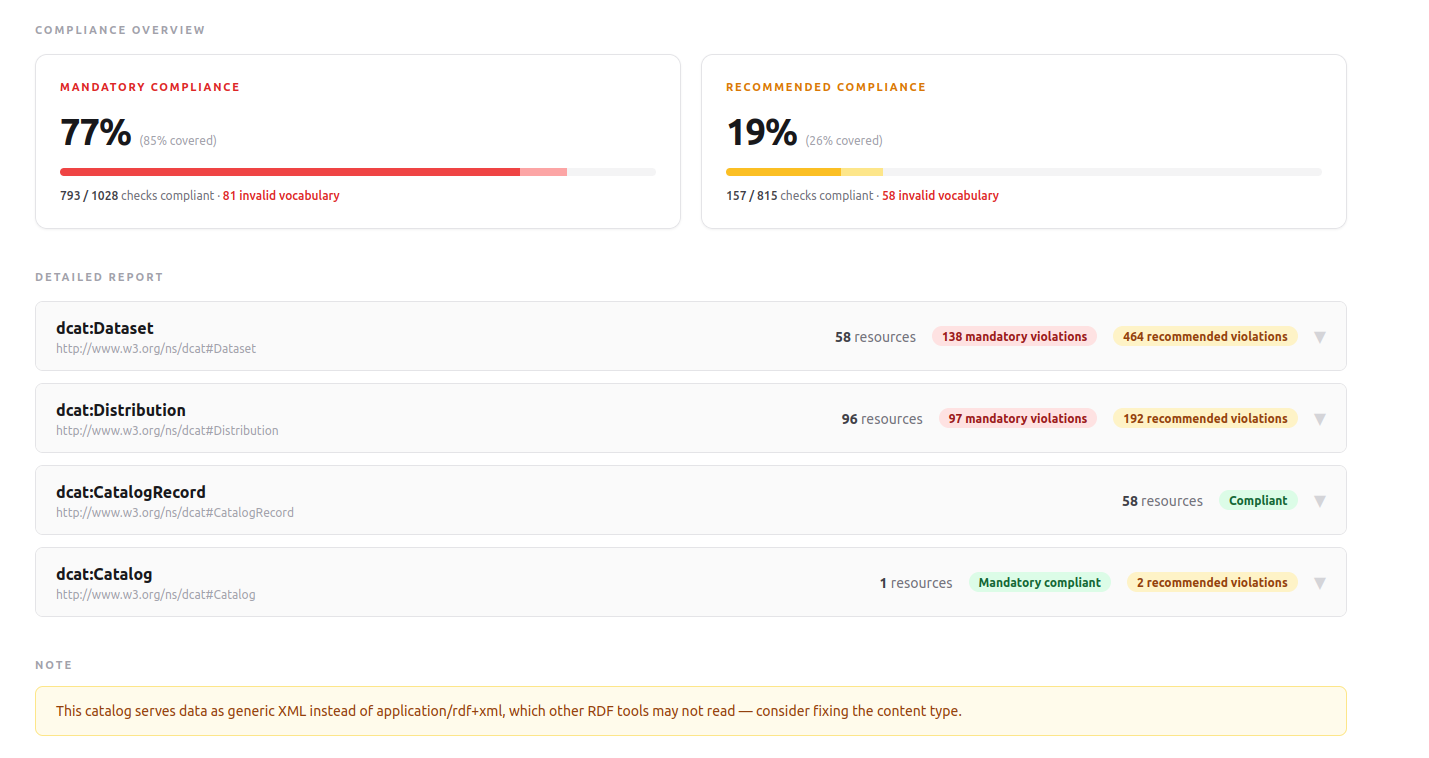 COMPLIANCE OVERVIEW
MANDATORY COMPLIANCE
77% (85% covered)
793 / 1028 checks compliant · 81 invalid vocabulary
RECOMMENDED COMPLIANCE
19% (26% covered)
157 / 815 checks compliant · 58 invalid vocabulary
DETAILED REPORT
dcat:Dataset
http://www.w3.org/ns/dcat#Dataset
58 resources 138 mandatory violations 464 recommended violations ▼
dcat:Distribution
http://www.w3.org/ns/dcat#Distribution
96 resources 97 mandatory violations 192 recommended violations ▼
dcat:CatalogRecord
http://www.w3.org/ns/dcat#CatalogRecord
58 resources Compliant ▼
dcat:Catalog
http://www.w3.org/ns/dcat#Catalog
1 resources Mandatory compliant 2 recommended violations ▼
NOTE
This catalog serves data as generic XML instead of application/rdf+xml, which other RDF tools may not read — consider fixing the content type.